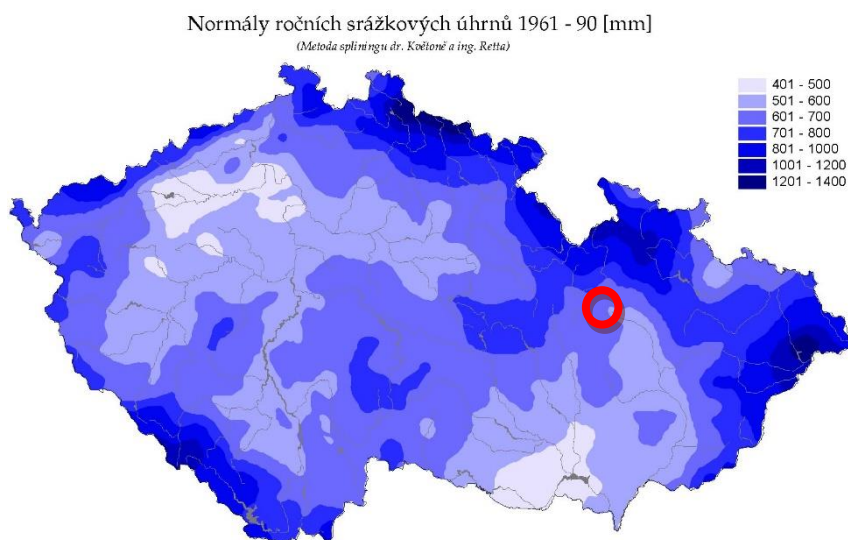 Normály ročních srážkových úhrnů 1961 - 90 [mm]
(Metoda spliningu dr. Květoně a ing. Retta)
401 - 500
501 - 600
601 - 700
701 - 800
801 - 1000
1001 - 1200
1201 - 1400